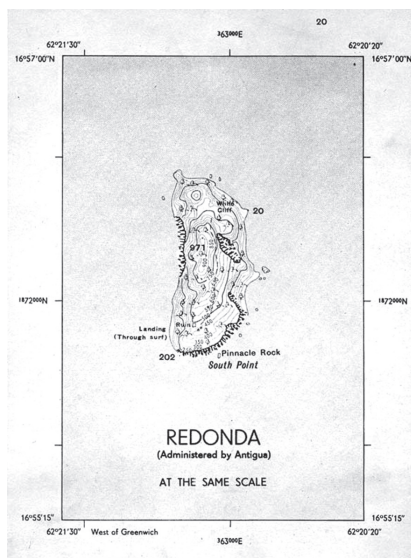 20
62°21'30"
363000E
62°20'20"
16°57'00"N
16°57'00"N
White
Cliff
20
971
1872000N
1872000N
Ruin
Landing
(Through surf)
202
Pinnacle Rock
South Point
REDONDA
(Administered by Antigua)
AT THE SAME SCALE
16°55'15"
16°55'15"N
62°21'30"
West of Greenwich
363000E
62°20'20"